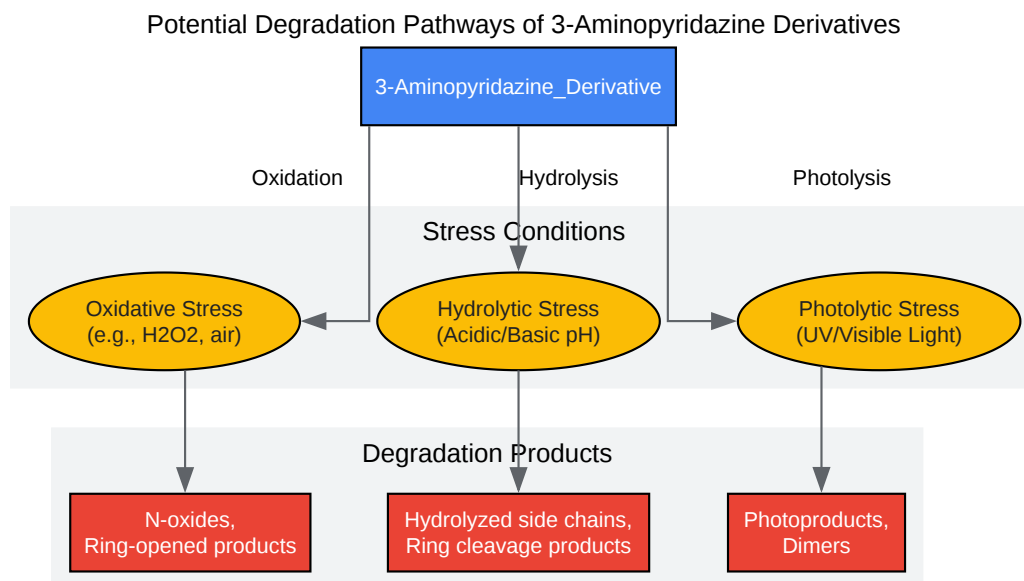 Potential Degradation Pathways of 3-Aminopyridazine Derivatives
3-Aminopyridazine_Derivative
Oxidation
Hydrolysis
Photolysis
Stress Conditions
Oxidative Stress
(e.g., H2O2, air)
Hydrolytic Stress
(Acidic/Basic pH)
Photolytic Stress
(UV/Visible Light)
Degradation Products
N-oxides,
Ring-opened products
Hydrolyzed side chains,
Ring cleavage products
Photoproducts,
Dimers